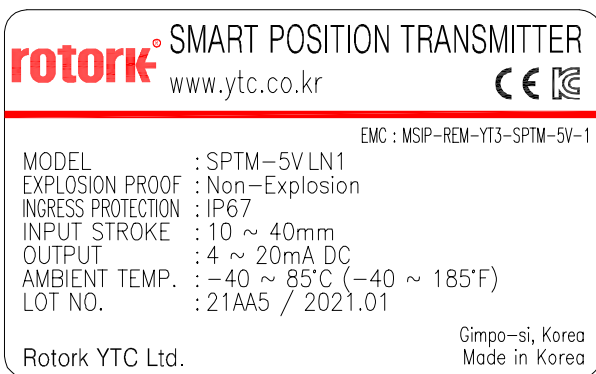 rotork® SMART POSITION TRANSMITTER
www.ytc.co.kr
CE KC
EMC : MSIP-REM-YT3-SPTM-5V-1
MODEL : SPTM-5V LN1
EXPLOSION PROOF : Non-Explosion
INGRESS PROTECTION : IP67
INPUT STROKE : 10 ~ 40mm
OUTPUT : 4 ~ 20mA DC
AMBIENT TEMP. : -40 ~ 85°C (-40 ~ 185°F)
LOT NO. : 21AA5 / 2021.01
Gimpo-si, Korea
Rotork YTC Ltd. Made in Korea